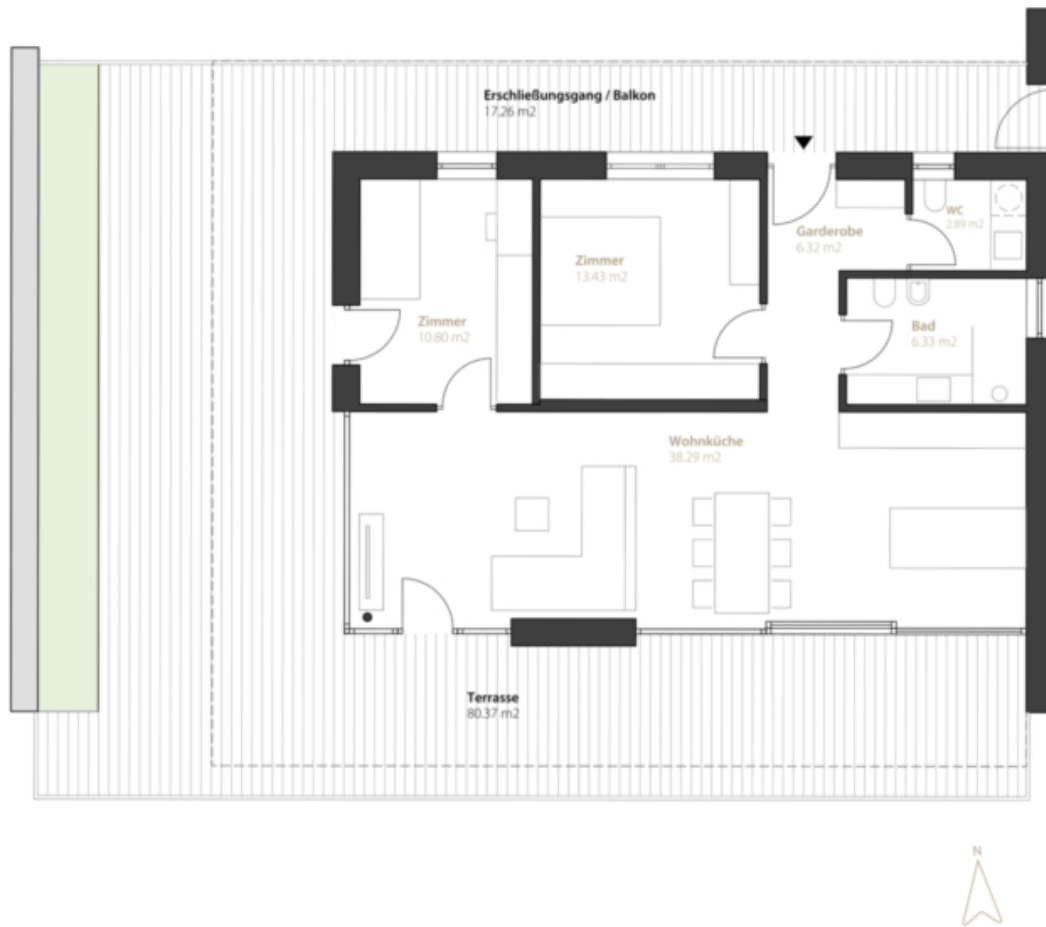 Erschließungsgang / Balkon
17.26 m2
WC
2.89 m2
Garderobe
6.32 m2
Zimmer
13.43 m2
Zimmer
10.80 m2
Bad
6.33 m2
Wohnküche
38.29 m2
Terrasse
80.37 m2
N